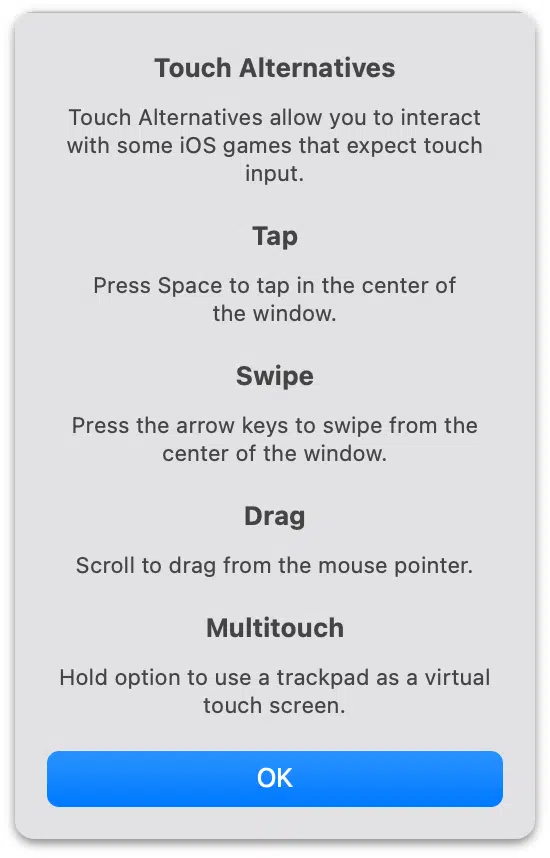 Touch Alternatives
Touch Alternatives allow you to interact
with some iOS games that expect touch
input.
Tap
Press Space to tap in the center of
the window.
Swipe
Press the arrow keys to swipe from the
center of the window.
Drag
Scroll to drag from the mouse pointer.
Multitouch
Hold option to use a trackpad as a virtual
touch screen.
OK